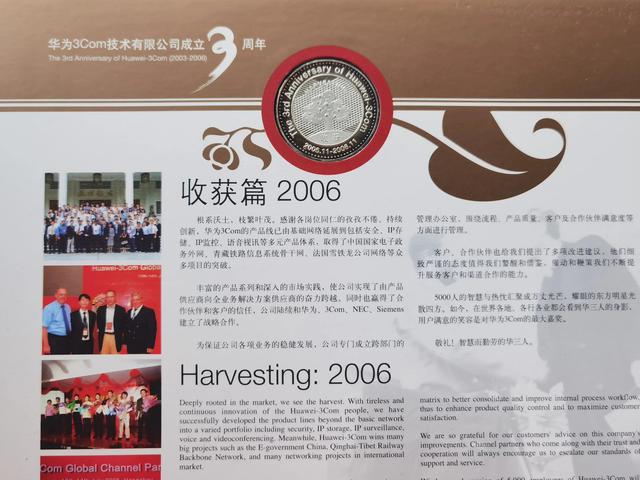 华为3Com技术有限公司成立3周年
The 3rd Anniversary of Huawei-3Com (2003-2006)
The 3rd Anniversary of Huawei-3Com
收获篇 2006
根系沃土，枝繁叶茂。感谢各岗位同仁的孜孜不倦、持续
创新，华为3Com的产品线已由基础网络延展到包括安全、IP存
储、IP监控、语音视讯等多元产品体系，取得了中国国家电子政
务外网、青藏铁路信息系统骨干网、法国雪铁龙公司网络等众
多项目的突破。
丰富的产品系列和深入的市场实践，使公司实现了由产品
供应商向全业务解决方案供应商的奋力跨越。同时也赢得了合
作伙伴和客户的信任，公司陆续和华为、3Com、NEC、Siemens
建立了战略合作。
为保证公司各项业务的稳健发展，公司专门成立跨部门的
管理办公室，围绕流程、产品质量、客户及合作伙伴满意度等
方面进行管理。
客户、合作伙伴也给我们提出了多项改进建议，他们细
致严谨的态度值得我们警醒和借鉴，催动和鞭策我们不断提
升服务客户和渠道合作的能力。
5000人的智慧与热忱汇聚成万丈光芒，耀眼的东方明星光
散四方。如今，在世界各地、各行各业都会看到华三人的身影，
用户满意的笑容是对华为3Com的最大嘉奖。
敬礼！智慧而勤劳的华三人。
Harvesting: 2006
Deeply rooted in the market, we see the harvest. With tireless and
continuous innovation of the Huawei-3Com people, we have
successfully developed the product lines beyond the basic network
into a varied portfolio including security, IP storage, IP surveillance,
voice and videoconferencing. Meanwhile, Huawei-3Com wins many
big projects such as the E-government China, Qinghai-Tibet Railway
Backbone Network, and many networking projects in international
market.
matrix to better consolidate and improve internal process workflow,
thus to enhance product quality control and to maximize customer
satisfaction.
We are so grateful for our customers' advice on this company's
improvements. Channel partners who come along with their trust and
cooperation will always encourage us to escalate our standards of
support and service.
Huawei-3Com Global
Com Global Channel Par